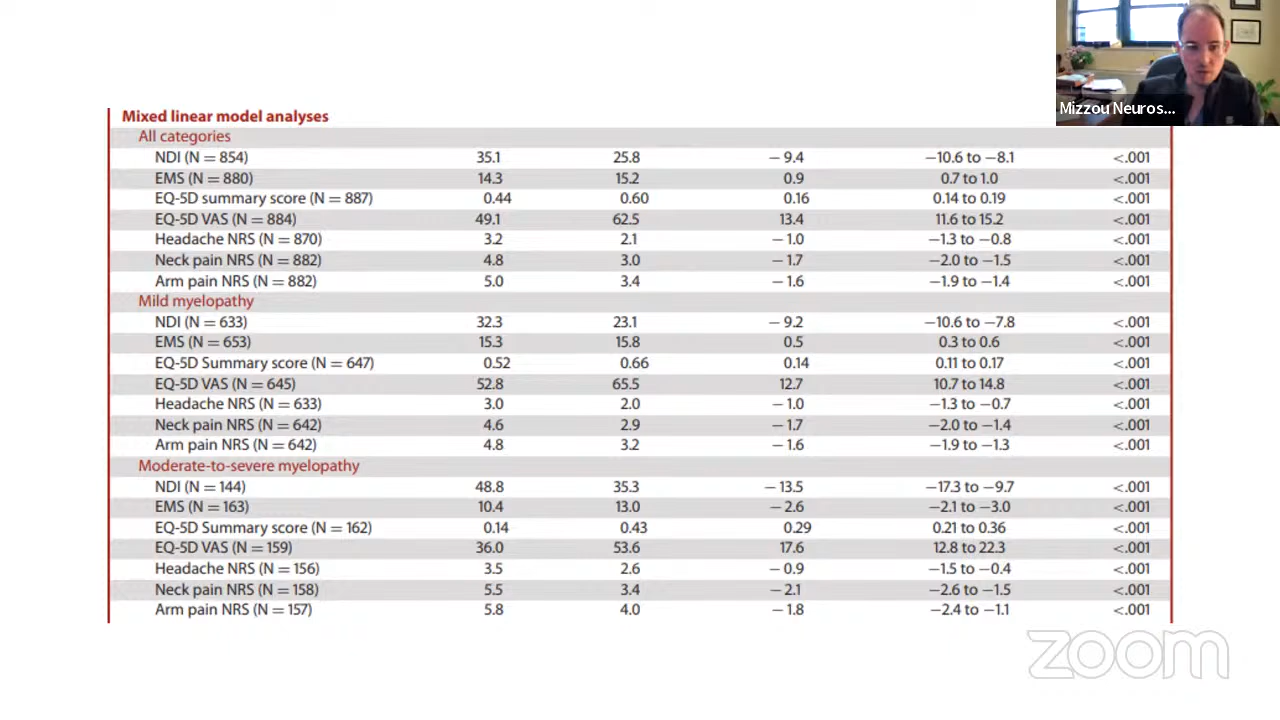 Mizzou Neuros...
Mixed linear model analyses
All categories
NDI (N = 854) 35.1 25.8 −9.4 −10.6 to −8.1 <.001
EMS (N = 880) 14.3 15.2 0.9 0.7 to 1.0 <.001
EQ-5D summary score (N = 887) 0.44 0.60 0.16 0.14 to 0.19 <.001
EQ-5D VAS (N = 884) 49.1 62.5 13.4 11.6 to 15.2 <.001
Headache NRS (N = 870) 3.2 2.1 −1.0 −1.3 to −0.8 <.001
Neck pain NRS (N = 882) 4.8 3.0 −1.7 −2.0 to −1.5 <.001
Arm pain NRS (N = 882) 5.0 3.4 −1.6 −1.9 to −1.4 <.001
Mild myelopathy
NDI (N = 633) 32.3 23.1 −9.2 −10.6 to −7.8 <.001
EMS (N = 653) 15.3 15.8 0.5 0.3 to 0.6 <.001
EQ-5D Summary score (N = 647) 0.52 0.66 0.14 0.11 to 0.17 <.001
EQ-5D VAS (N = 645) 52.8 65.5 12.7 10.7 to 14.8 <.001
Headache NRS (N = 633) 3.0 2.0 −1.0 −1.3 to −0.7 <.001
Neck pain NRS (N = 642) 4.6 2.9 −1.7 −2.0 to −1.4 <.001
Arm pain NRS (N = 642) 4.8 3.2 −1.6 −1.9 to −1.3 <.001
Moderate-to-severe myelopathy
NDI (N = 144) 48.8 35.3 −13.5 −17.3 to −9.7 <.001
EMS (N = 163) 10.4 13.0 −2.6 −2.1 to −3.0 <.001
EQ-5D Summary score (N = 162) 0.14 0.43 0.29 0.21 to 0.36 <.001
EQ-5D VAS (N = 159) 36.0 53.6 17.6 12.8 to 22.3 <.001
Headache NRS (N = 156) 3.5 2.6 −0.9 −1.5 to −0.4 <.001
Neck pain NRS (N = 158) 5.5 3.4 −2.1 −2.6 to −1.5 <.001
Arm pain NRS (N = 157) 5.8 4.0 −1.8 −2.4 to −1.1 <.001
zoom